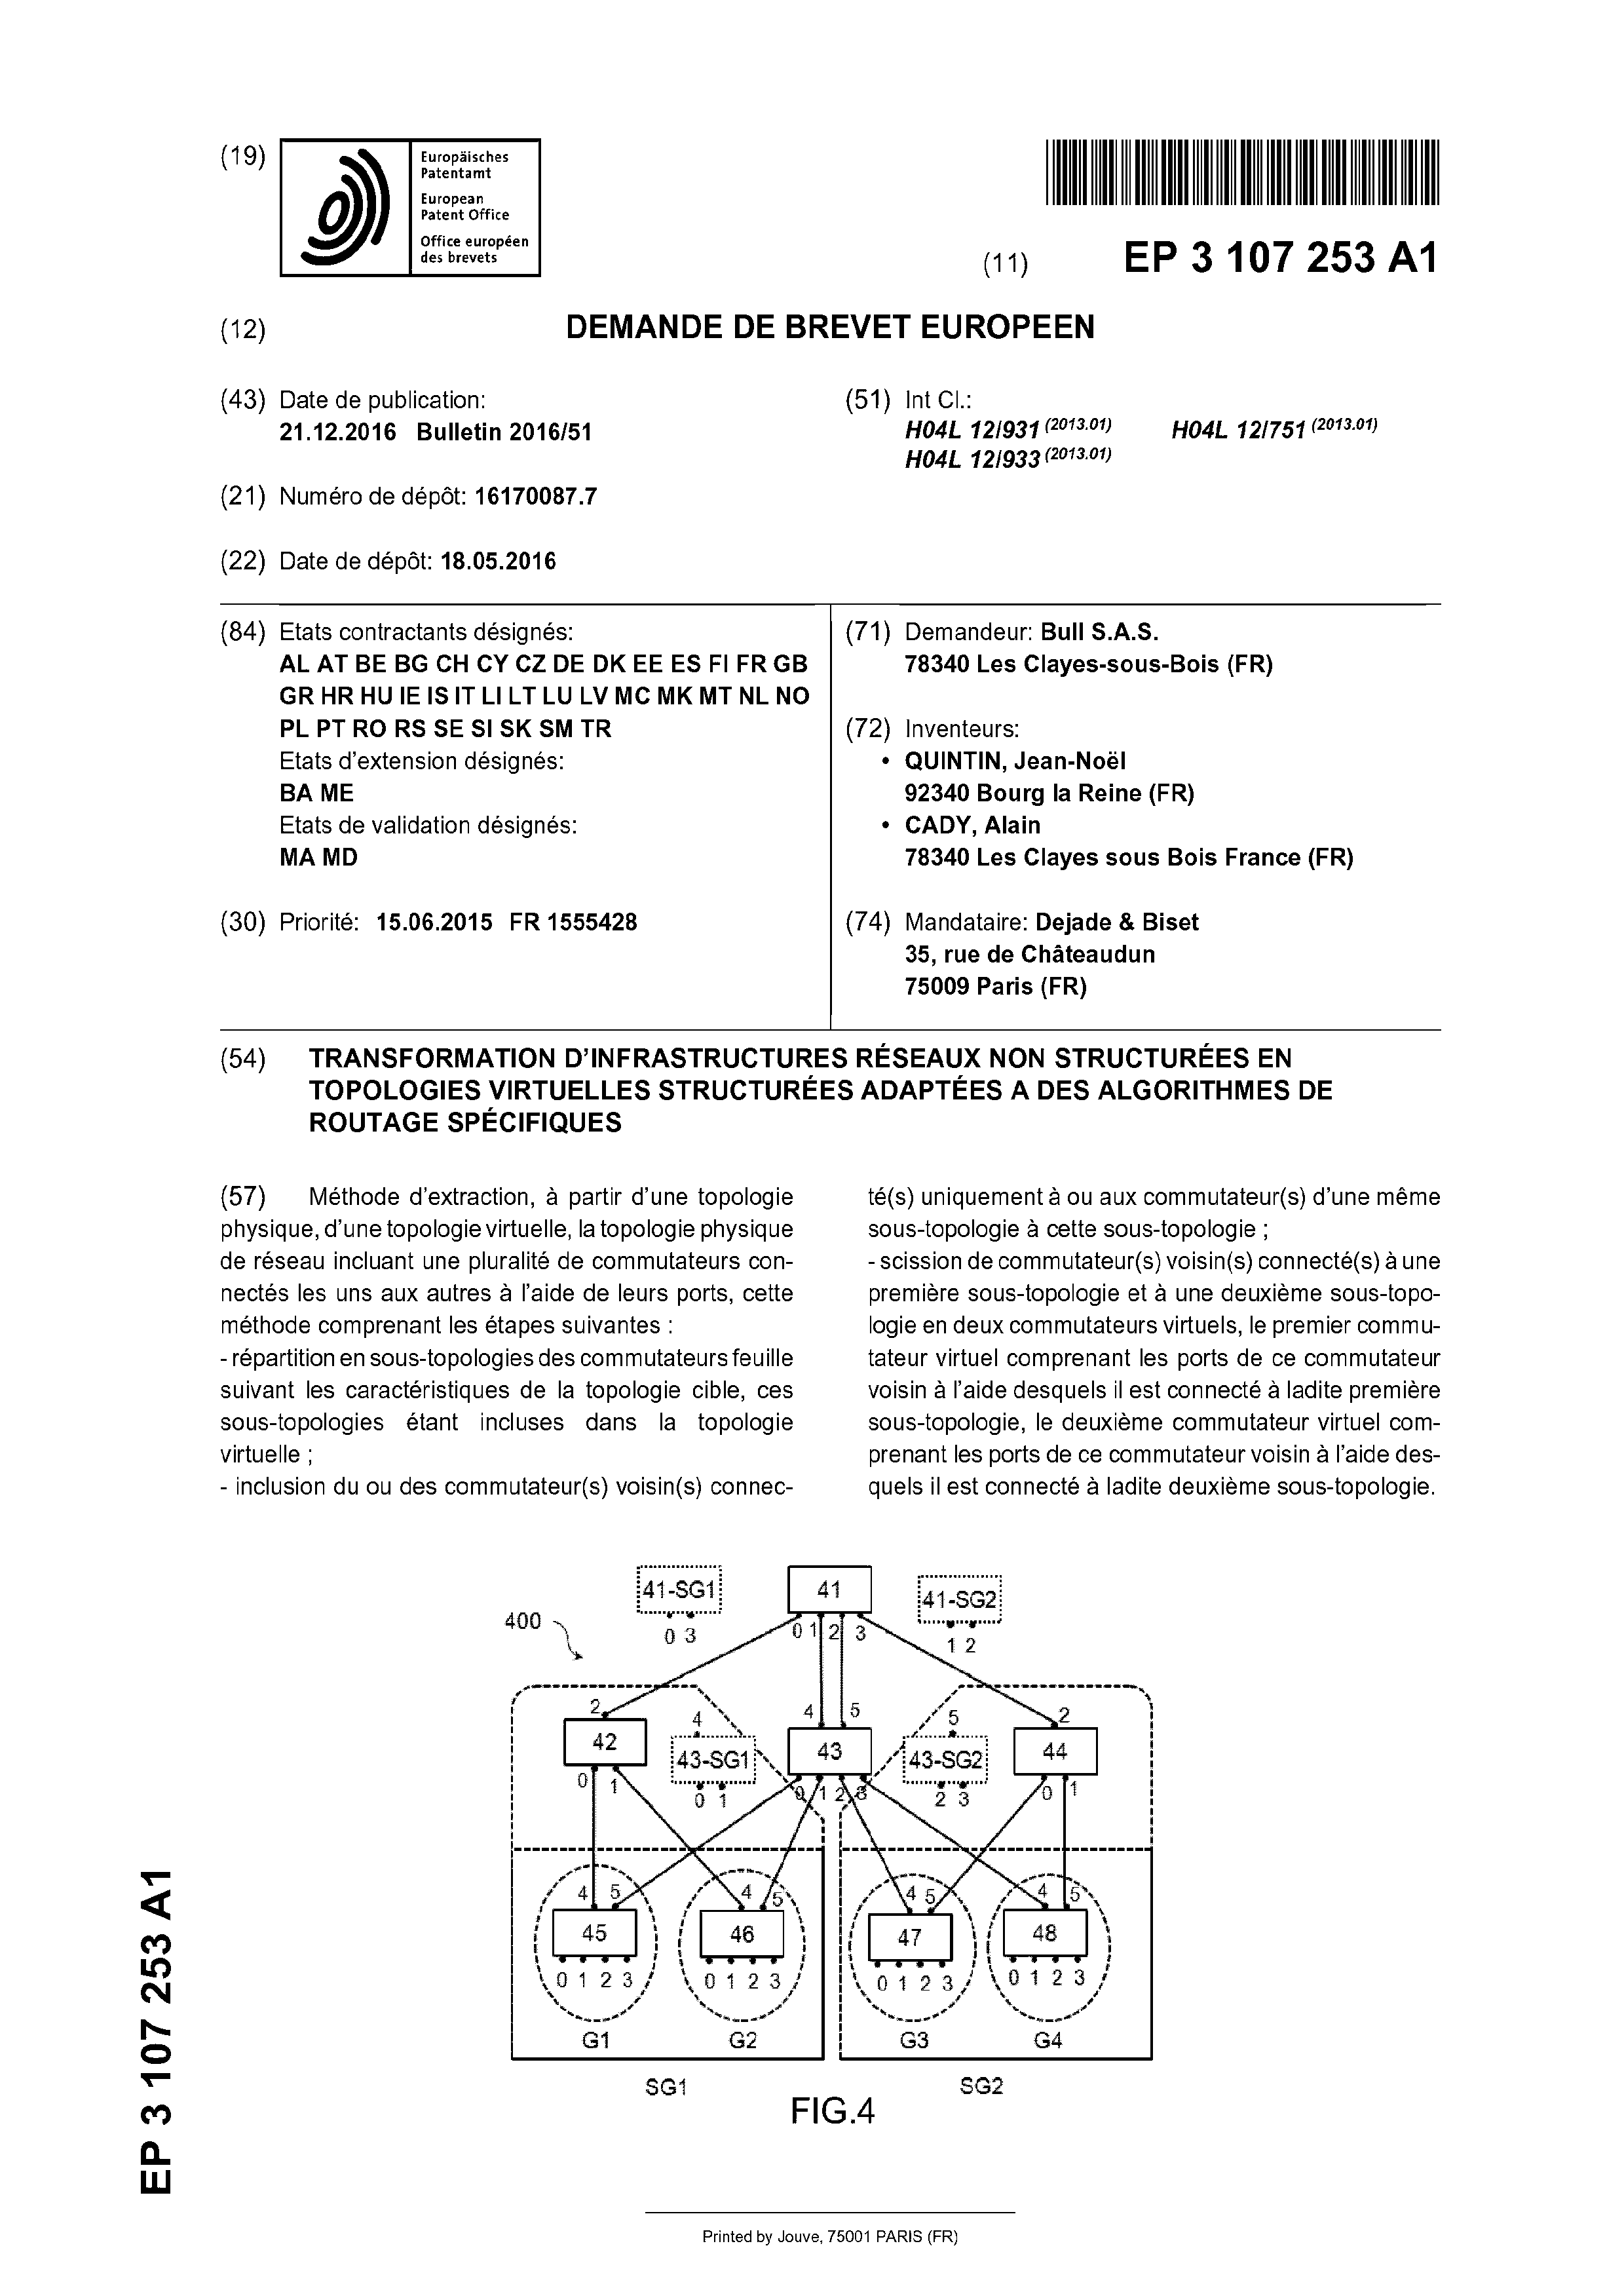 (19)
Europäisches
Patentamt
European
Patent Office
Office européen
des brevets
(11) EP 3 107 253 A1
(12) DEMANDE DE BREVET EUROPEEN
(43) Date de publication:
21.12.2016 Bulletin 2016/51
(21) Numéro de dépôt: 16170087.7
(22) Date de dépôt: 18.05.2016
(51) Int Cl.:
H04L 12/931 (2013.01) H04L 12/751 (2013.01)
H04L 12/933 (2013.01)
(84) Etats contractants désignés:
AL AT BE BG CH CY CZ DE DK EE ES FI FR GB
GR HR HU IE IS IT LI LT LU LV MC MK MT NL NO
PL PT RO RS SE SI SK SM TR
Etats d'extension désignés:
BA ME
Etats de validation désignés:
MA MD
(30) Priorité: 15.06.2015 FR 1555428
(71) Demandeur: Bull S.A.S.
78340 Les Clayes-sous-Bois (FR)
(72) Inventeurs:
• QUINTIN, Jean-Noël
92340 Bourg la Reine (FR)
• CADY, Alain
78340 Les Clayes sous Bois France (FR)
(74) Mandataire: Dejade & Biset
35, rue de Châteaudun
75009 Paris (FR)
(54) TRANSFORMATION D'INFRASTRUCTURES RÉSEAUX NON STRUCTURÉES EN
TOPOLOGIES VIRTUELLES STRUCTURÉES ADAPTÉES A DES ALGORITHMES DE
ROUTAGE SPÉCIFIQUES
(57) Méthode d'extraction, à partir d'une topologie
physique, d'une topologie virtuelle, la topologie physique
de réseau incluant une pluralité de commutateurs con-
nectés les uns aux autres à l'aide de leurs ports, cette
méthode comprenant les étapes suivantes :
- répartition en sous-topologies des commutateurs feuille
suivant les caractéristiques de la topologie cible, ces
sous-topologies étant incluses dans la topologie
virtuelle ;
- inclusion du ou des commutateur(s) voisin(s) connec-
té(s) uniquement à ou aux commutateur(s) d'une même
sous-topologie à cette sous-topologie ;
- scission de commutateur(s) voisin(s) connecté(s) à une
première sous-topologie et à une deuxième sous-topo-
logie en deux commutateurs virtuels, le premier commu-
tateur virtuel comprenant les ports de ce commutateur
voisin à l'aide desquels il est connecté à ladite première
sous-topologie, le deuxième commutateur virtuel com-
prenant les ports de ce commutateur voisin à l'aide des-
quels il est connecté à ladite deuxième sous-topologie.
41-SG1 41 41-SG2
400
0 3 0 1 2 3 1 2
2 4 4 5 5 2
42 43-SG1 43 43-SG2 44
0 1 0 1 0 1 2 3 2 3 0 1
4 5 4 5 4 5 4 5
45 46 47 48
0 1 2 3 0 1 2 3 0 1 2 3 0 1 2 3
G1 G2 G3 G4
SG1 SG2
FIG.4
EP 3 107 253 A1
Printed by Jouve, 75001 PARIS (FR)